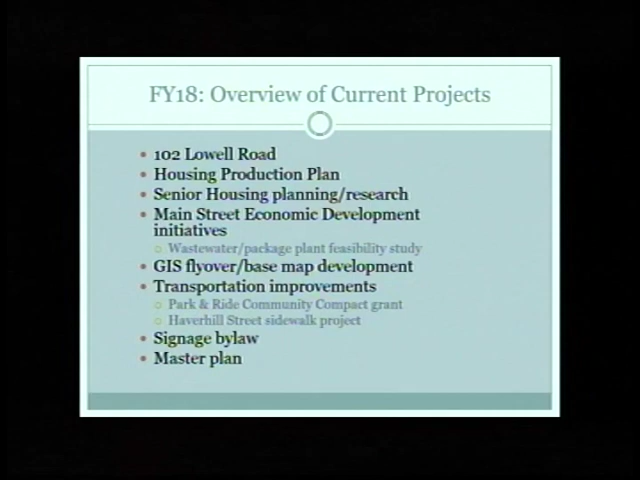 FY18: Overview of Current Projects
• 102 Lowell Road
• Housing Production Plan
• Senior Housing planning/research
• Main Street Economic Development
initiatives
○ Wastewater/package plant feasibility study
• GIS flyover/base map development
• Transportation improvements
○ Park & Ride Community Compact grant
○ Haverhill Street sidewalk project
• Signage bylaw
• Master plan